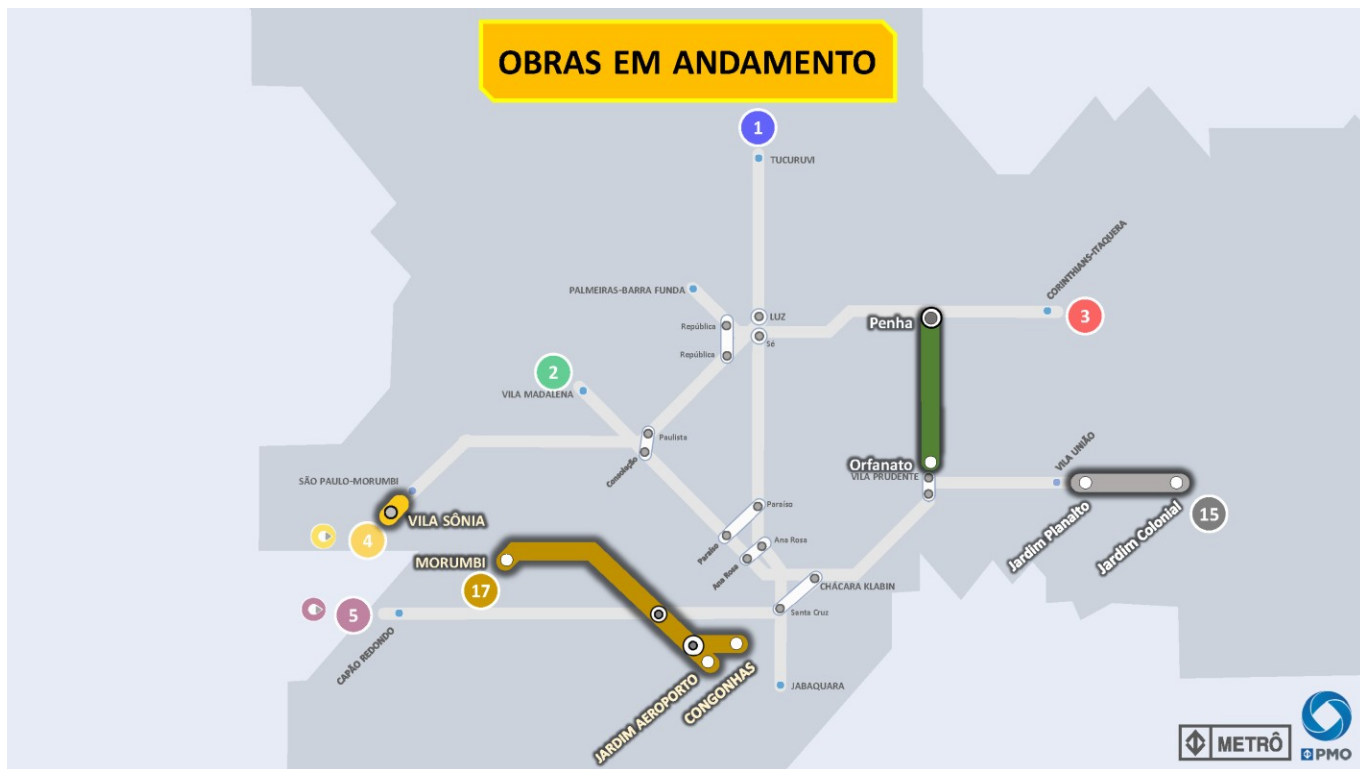 OBRAS EM ANDAMENTO
1
TUCURUVI
CORINTHIANS-ITAQUERA
3
PALMEIRAS-BARRA FUNDA
LUZ
República
Sé
República
Penha
2
VILA MADALENA
Paulista
Consolação
Orfanato
VILA PRUDENTE
VILA UNIÃO
SÃO PAULO-MORUMBI
VILA SÔNIA
4
Paraíso
Paraíso
Ana Rosa
Ana Rosa
Jardim Planalto
Jardim Colonial
15
MORUMBI
17
CHÁCARA KLABIN
Santa Cruz
5
CAPÃO REDONDO
JARDIM AEROPORTO
CONGONHAS
JABAQUARA
METRÔ
PMO